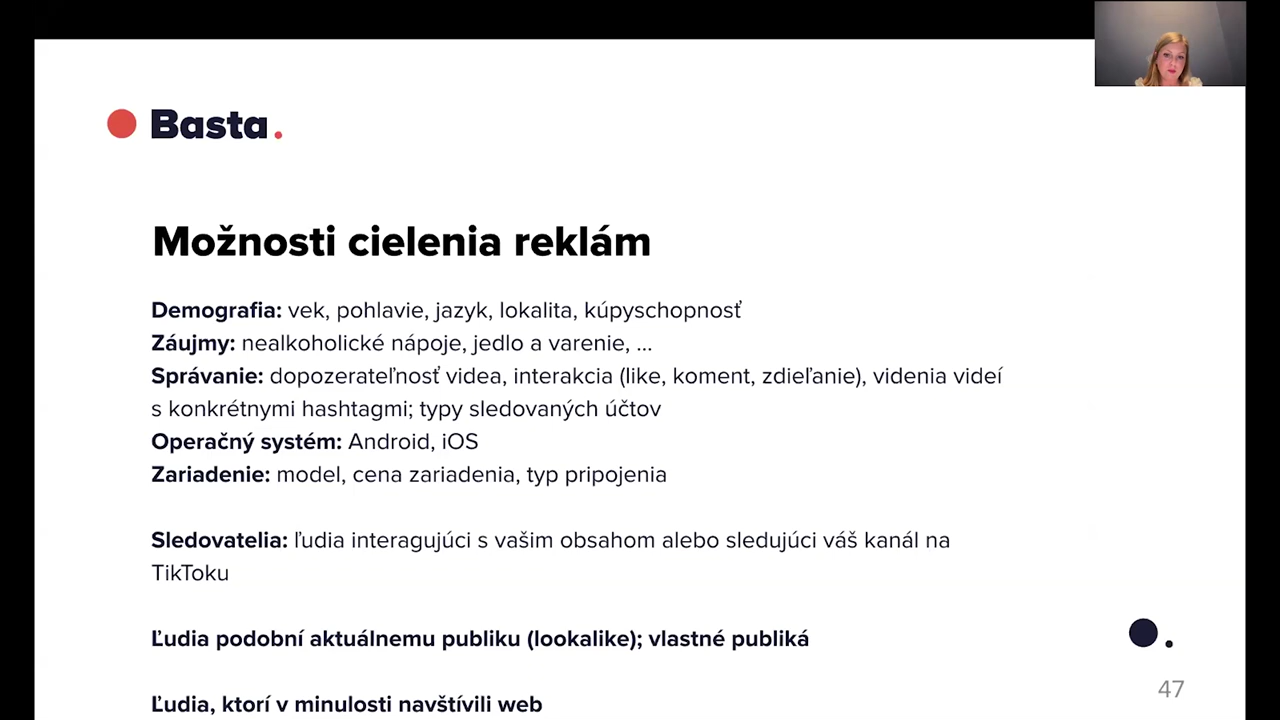 Basta.
Možnosti cielenia reklám
Demografia: vek, pohlavie, jazyk, lokalita, kúpyschopnosť
Záujmy: nealkoholické nápoje, jedlo a varenie, ...
Správanie: dopozerateľnosť videa, interakcia (like, koment, zdieľanie), videnia videí
s konkrétnymi hashtagmi; typy sledovaných účtov
Operačný systém: Android, iOS
Zariadenie: model, cena zariadenia, typ pripojenia
Sledovatelia: ľudia interagujúci s vašim obsahom alebo sledujúci váš kanál na
TikToku
Ľudia podobní aktuálnemu publiku (lookalike); vlastné publiká
Ľudia, ktorí v minulosti navštívili web
47